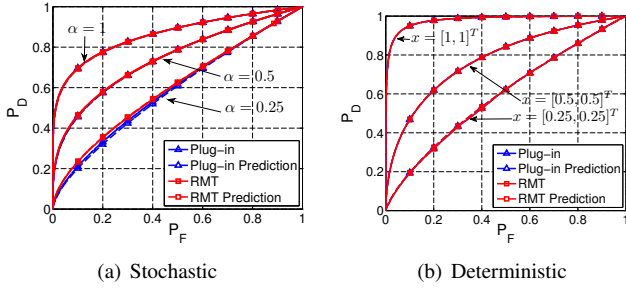 1
0.8
0.6
0.4
0.2
0
P_D
0 0.2 0.4 0.6 0.8 1
P_F
α = 1
α = 0.5
α = 0.25
Plug−in
Plug−in Prediction
RMT
RMT Prediction
(a) Stochastic
1
0.8
0.6
0.4
0.2
0
P_D
0 0.2 0.4 0.6 0.8 1
P_F
x = [1, 1]^T
x = [0.5, 0.5]^T
x = [0.25, 0.25]^T
Plug−in
Plug−in Prediction
RMT
RMT Prediction
(b) Deterministic